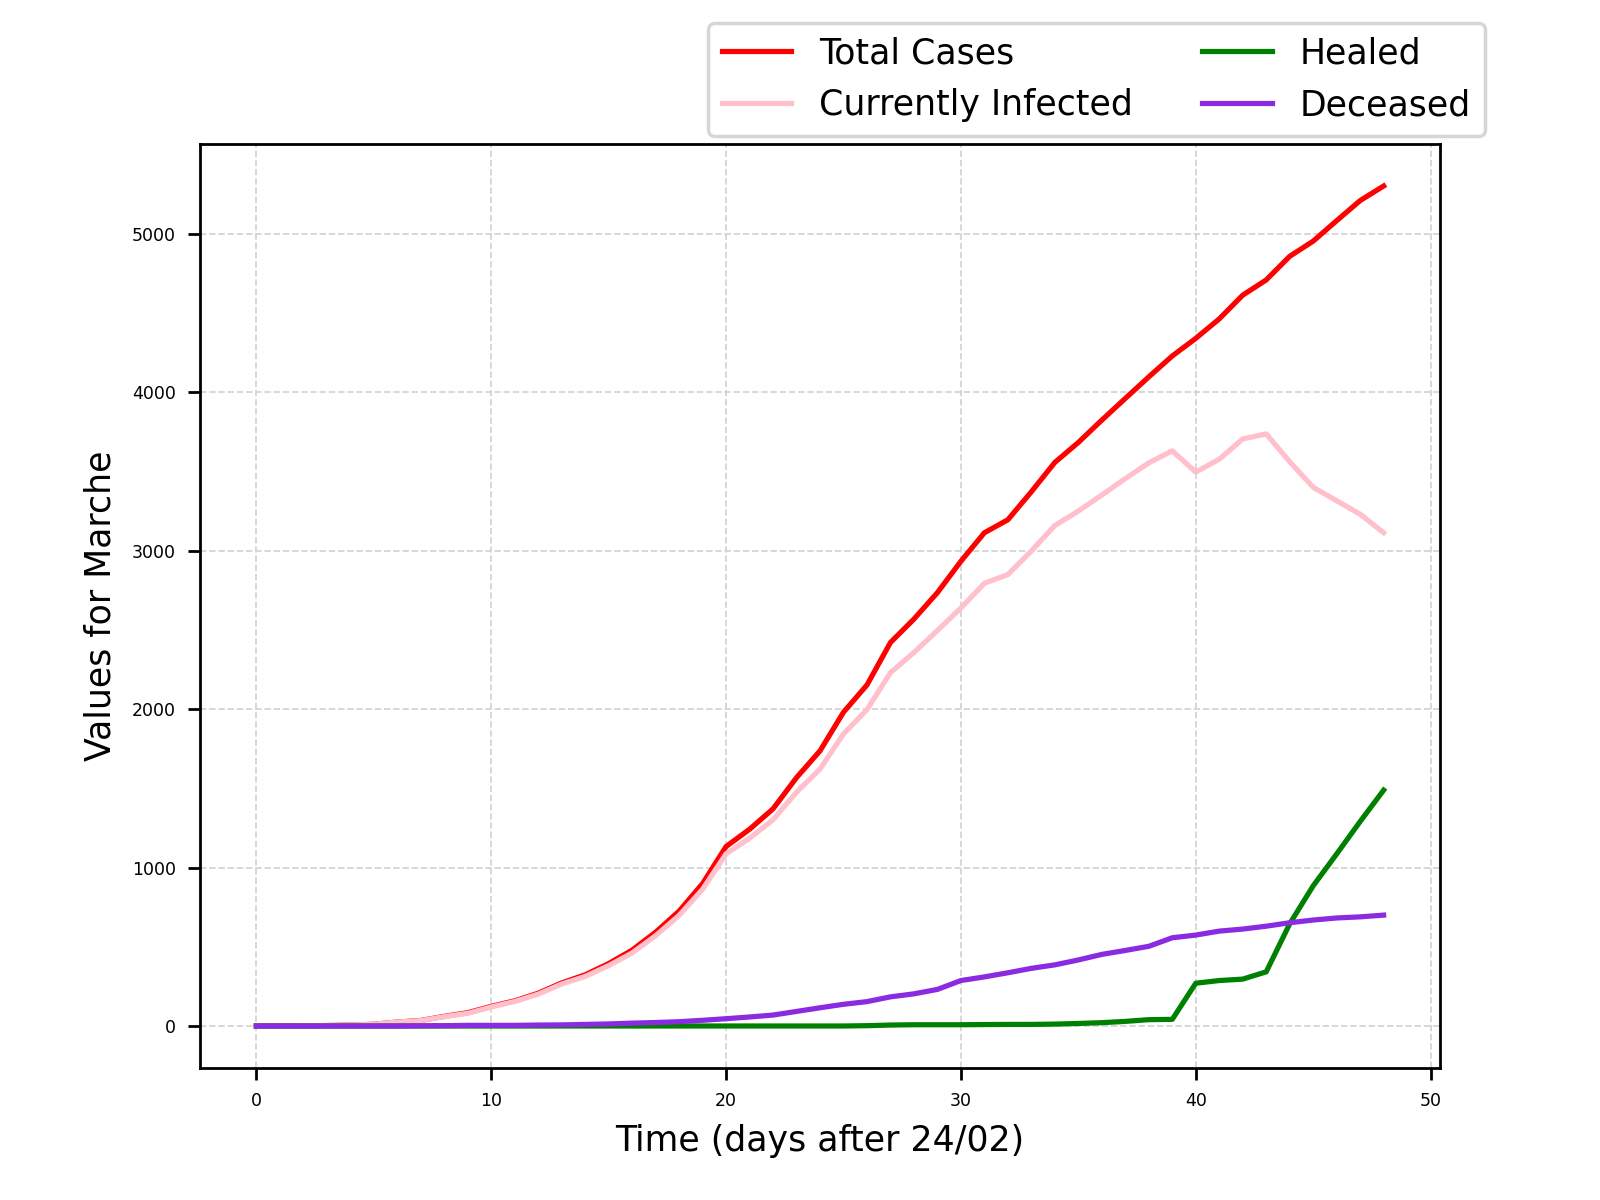 Total Cases
Currently Infected
Healed
Deceased
Values for Marche
5000
4000
3000
2000
1000
0
0 10 20 30 40 50
Time (days after 24/02)